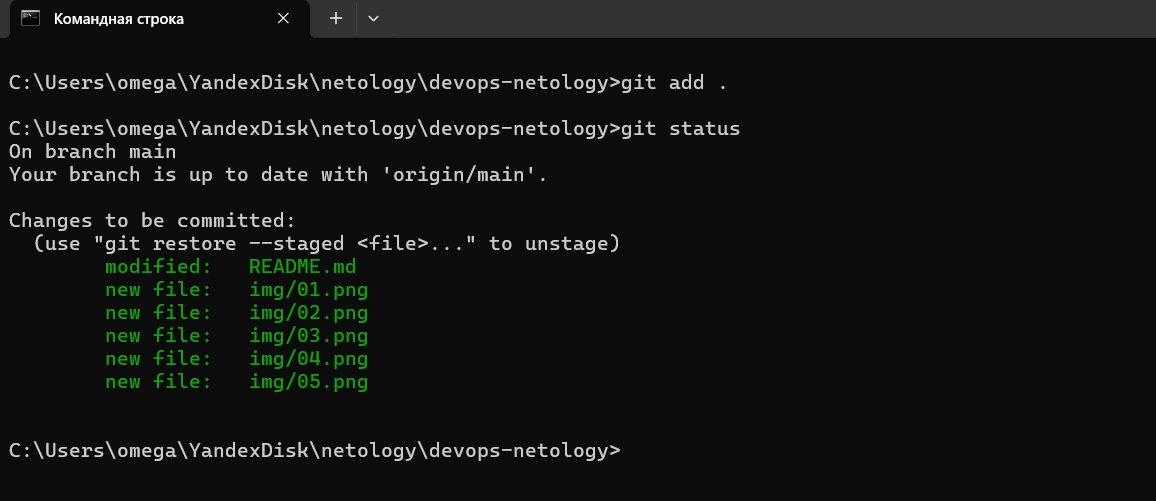 Командная строка
C:\Users\omega\YandexDisk\netology\devops-netology>git add .
C:\Users\omega\YandexDisk\netology\devops-netology>git status
On branch main
Your branch is up to date with 'origin/main'.
Changes to be committed:
  (use "git restore --staged <file>..." to unstage)
        modified:   README.md
        new file:   img/01.png
        new file:   img/02.png
        new file:   img/03.png
        new file:   img/04.png
        new file:   img/05.png
C:\Users\omega\YandexDisk\netology\devops-netology>